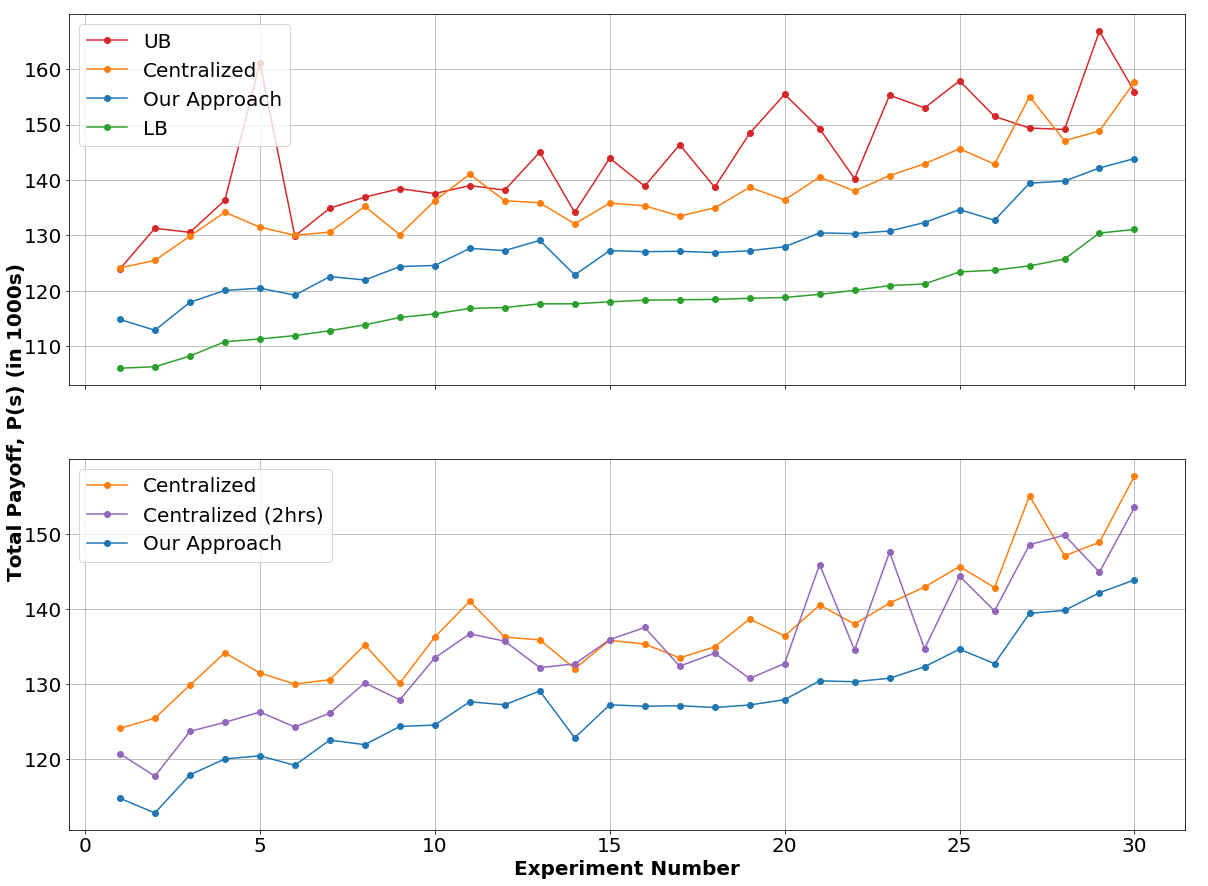 Total Payoff, P(s) (in 1000s)
UB
Centralized
Our Approach
LB
160
150
140
130
120
110
Centralized
Centralized (2hrs)
Our Approach
150
140
130
120
0 5 10 15 20 25 30
Experiment Number